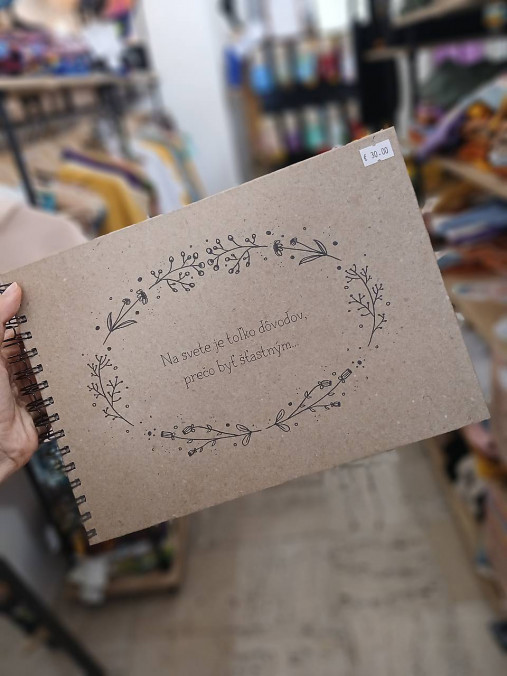 € 30.00
Na svete je toľko dôvodov,
prečo byť šťastným...